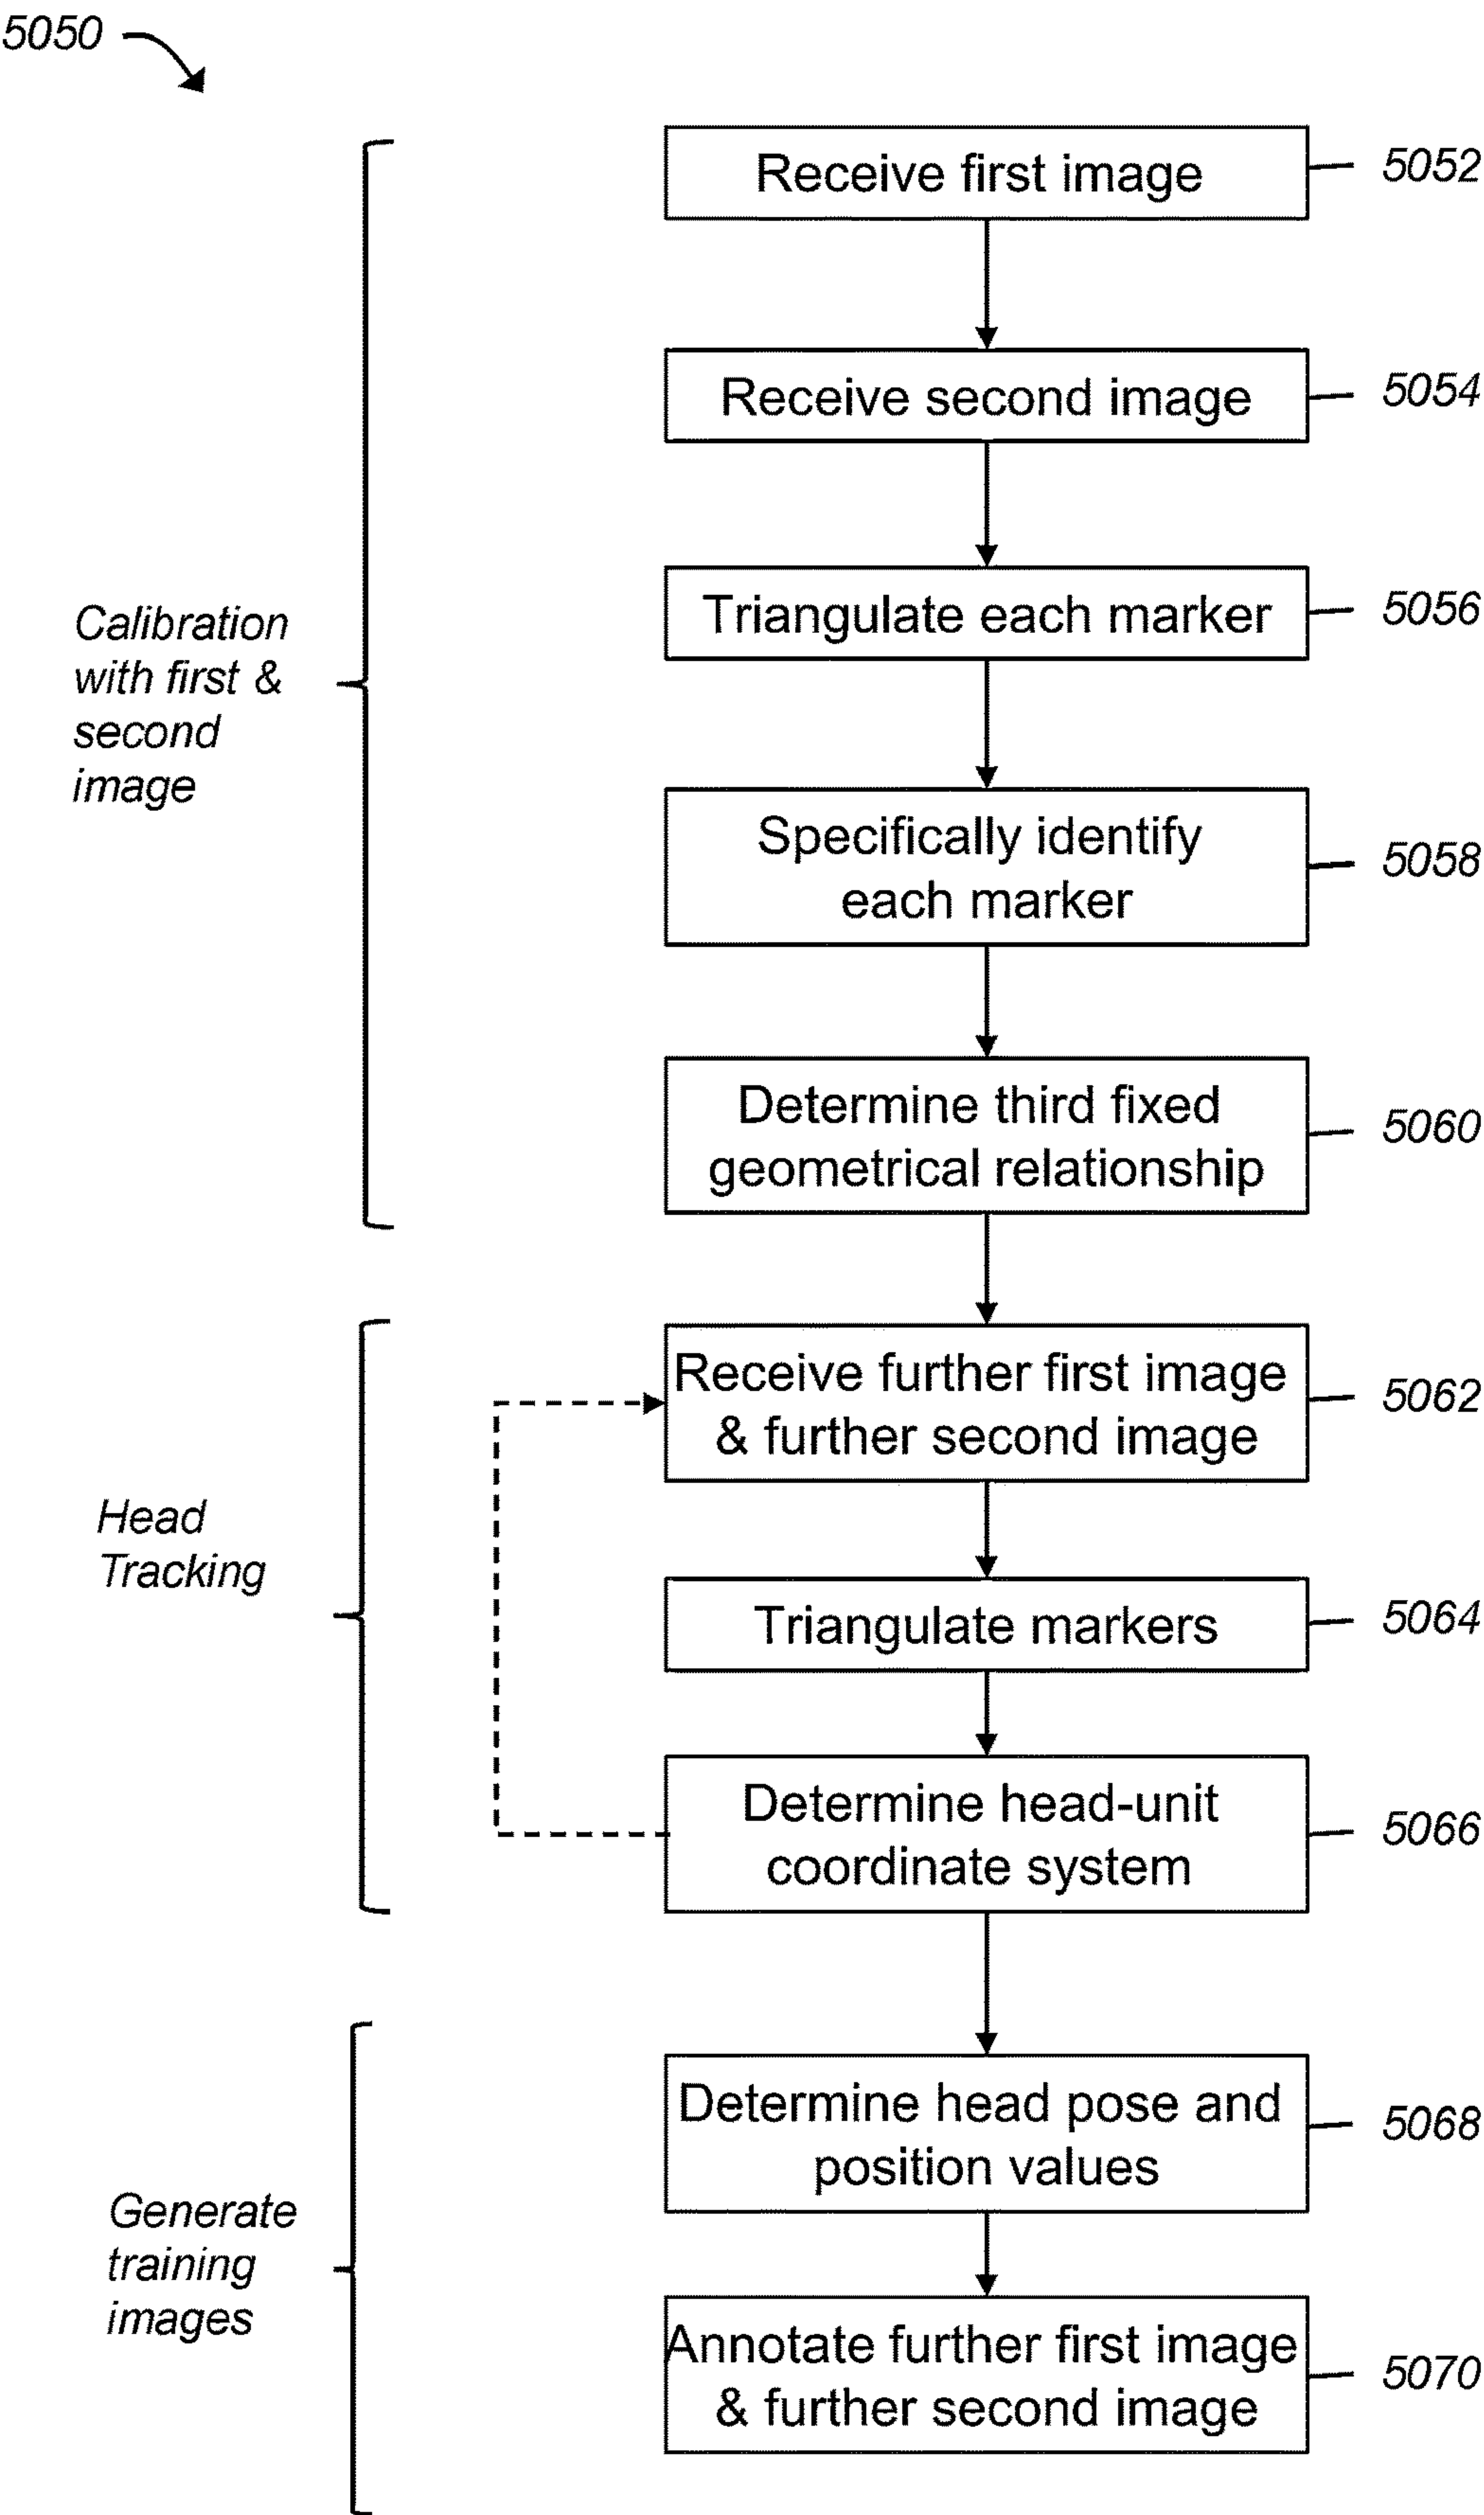 5050
Receive first image
5052
Receive second image
5054
Triangulate each marker
5056
Calibration
with first &
second
image
Specifically identify
each marker
5058
Determine third fixed
geometrical relationship
5060
Receive further first image
& further second image
5062
Head
Tracking
Triangulate markers
5064
Determine head-unit
coordinate system
5066
Determine head pose and
position values
5068
Generate
training
images
Annotate further first image
& further second image
5070